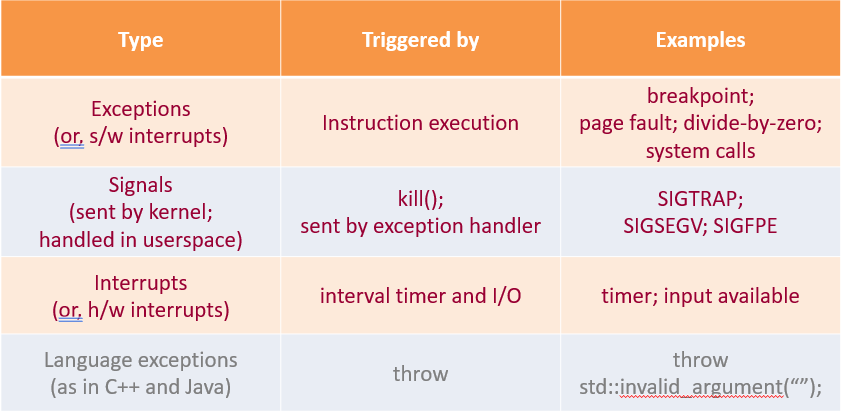 Type
Triggered by
Examples
Exceptions
(or, s/w interrupts)
Instruction execution
breakpoint;
page fault; divide-by-zero;
system calls
Signals
(sent by kernel;
handled in userspace)
kill();
sent by exception handler
SIGTRAP;
SIGSEGV; SIGFPE
Interrupts
(or, h/w interrupts)
interval timer and I/O
timer; input available
Language exceptions
(as in C++ and Java)
throw
throw
std::invalid_argument(“”);